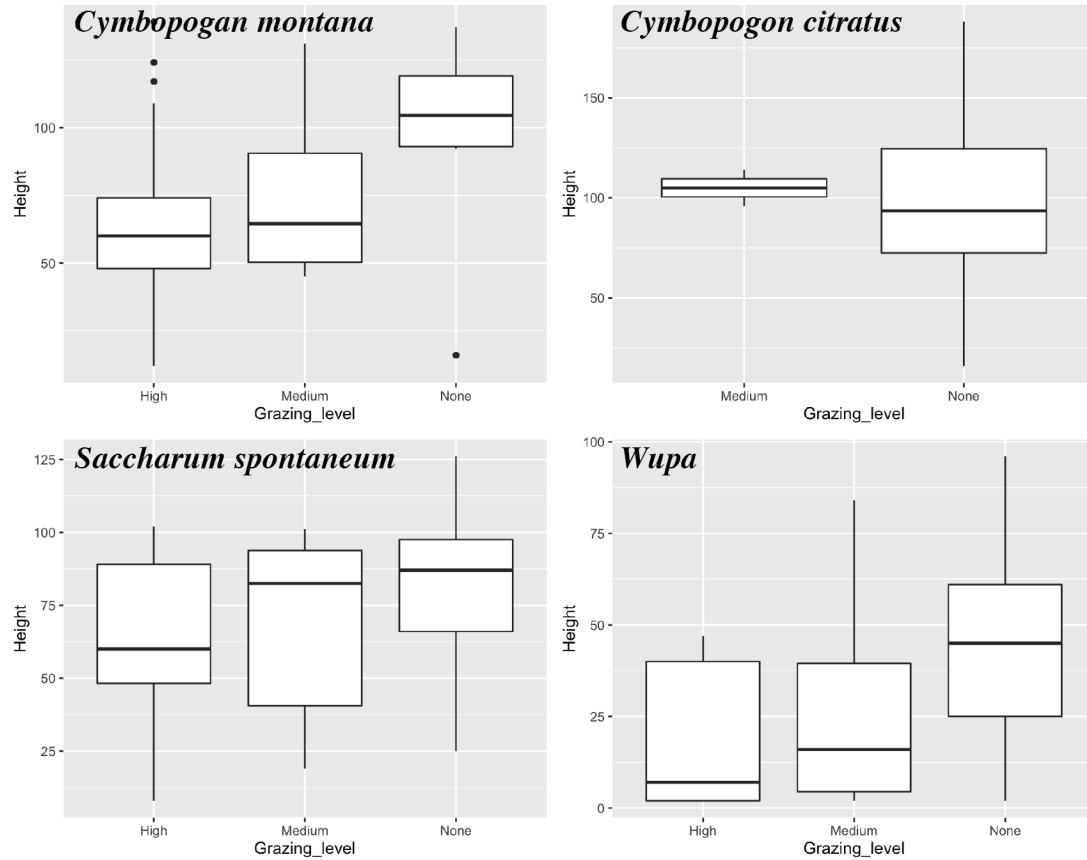 Cymbopogan montana
100
50
Height
High Medium None
Grazing_level
Cymbopogon citratus
150
100
50
Height
Medium None
Grazing_level
Saccharum spontaneum
125
100
75
50
25
Height
High Medium None
Grazing_level
Wupa
100
75
50
25
0
Height
High Medium None
Grazing_level